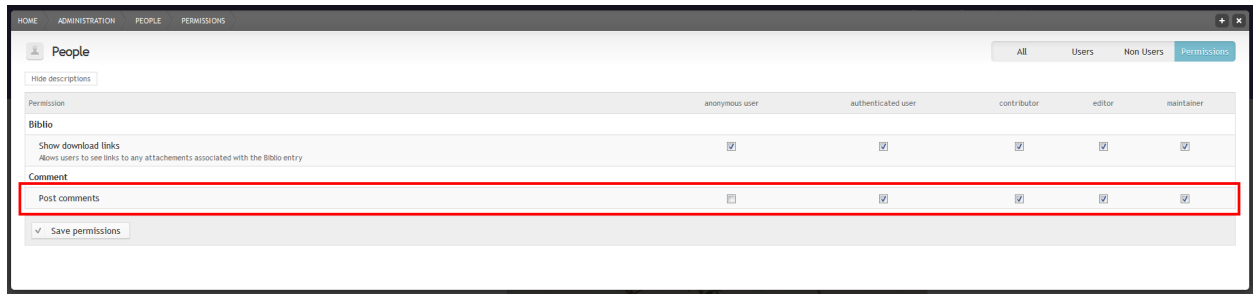 HOME ADMINISTRATION PEOPLE PERMISSIONS
People
All Users Non Users Permissions
Hide descriptions
Permission anonymous user authenticated user contributor editor maintainer
Biblio
Show download links
Allows users to see links to any attachements associated with the Biblio entry
Comment
Post comments
Save permissions